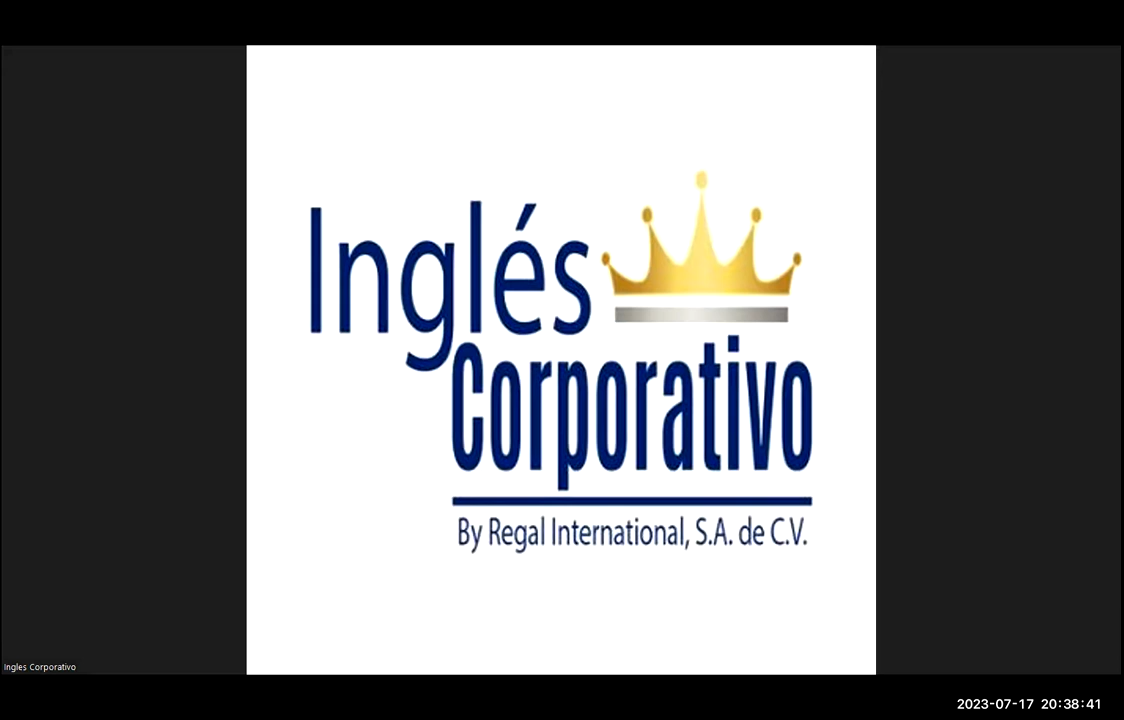 Inglés
Corporativo
By Regal International, S.A. de C.V.
Ingles Corporativo
2023-07-17 20:38:41